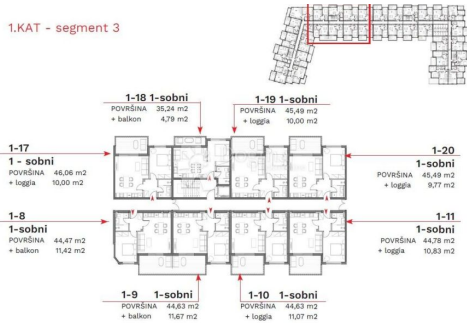 1.KAT - segment 3
1-18 1-sobni
POVRŠINA 35,24 m2
+ balkon 4,79 m2
1-19 1-sobni
POVRŠINA 45,49 m2
+ loggia 10,00 m2
1-17
1 - sobni
POVRŠINA 46,06 m2
+ loggia 10,00 m2
1-20
1-sobni
POVRŠINA 45,49 m2
+ loggia 9,77 m2
1-8
1-sobni
POVRŠINA 44,47 m2
+ balkon 11,42 m2
1-11
1-sobni
POVRŠINA 44,78 m2
+ loggia 10,83 m2
1-9 1-sobni
POVRŠINA 44,63 m2
+ balkon 11,67 m2
1-10 1-sobni
POVRŠINA 44,63 m2
+ loggia 11,07 m2